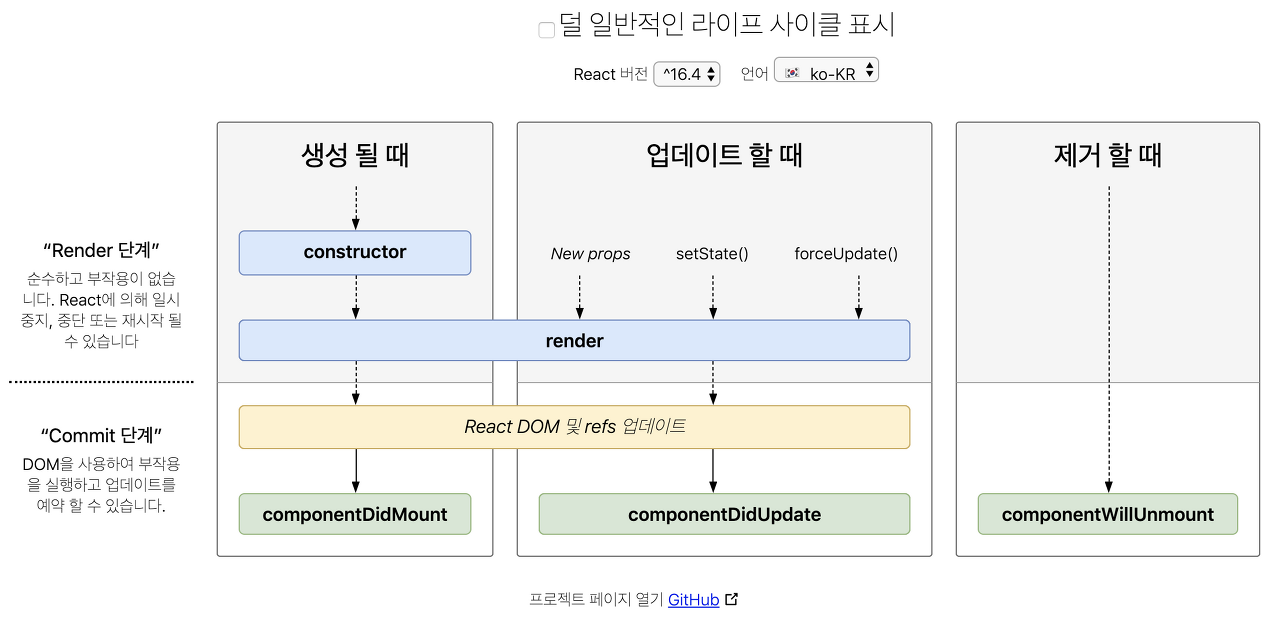 덜 일반적인 라이프 사이클 표시
React 버전 ^16.4 언어 ko-KR
생성 될 때
업데이트 할 때
제거 할 때
“Render 단계”
순수하고 부작용이 없습
니다. React에 의해 일시
중지, 중단 또는 재시작 될
수 있습니다
constructor
New props
setState()
forceUpdate()
render
“Commit 단계”
DOM을 사용하여 부작용
을 실행하고 업데이트를
예약 할 수 있습니다.
React DOM 및 refs 업데이트
componentDidMount
componentDidUpdate
componentWillUnmount
프로젝트 페이지 열기 GitHub